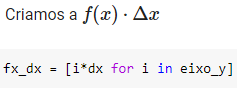 Criamos a f(x) · Δx
fx_dx = [i*dx for i in eixo_y]